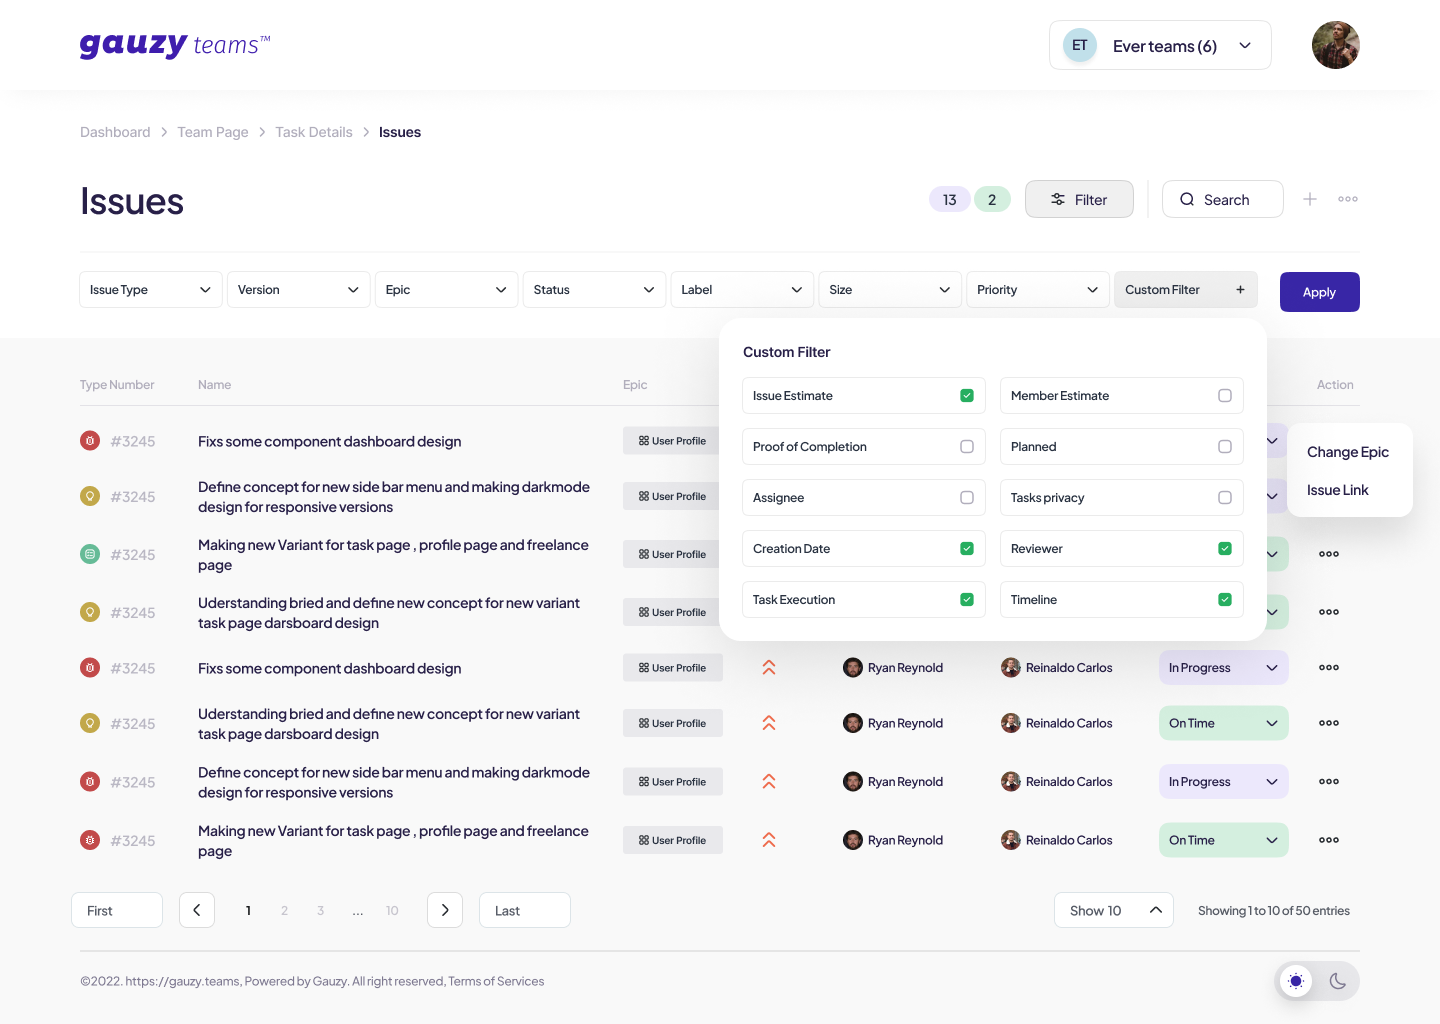 gauzy teams™
ET Ever teams (6)
Dashboard Team Page Task Details Issues
Issues
13 2 Filter Search
Issue Type Version Epic Status Label Size Priority Custom Filter + Apply
Custom Filter
Issue Estimate Member Estimate
Proof of Completion Planned
Assignee Tasks privacy
Creation Date Reviewer
Task Execution Timeline
Type Number Name Epic Action
#3245 Fixs some component dashboard design User Profile
Change Epic
Issue Link
#3245 Define concept for new side bar menu and making darkmode
design for responsive versions User Profile
#3245 Making new Variant for task page , profile page and freelance
page User Profile
#3245 Uderstanding bried and define new concept for new variant
task page darsboard design User Profile
#3245 Fixs some component dashboard design User Profile Ryan Reynold Reinaldo Carlos In Progress
#3245 Uderstanding bried and define new concept for new variant
task page darsboard design User Profile Ryan Reynold Reinaldo Carlos On Time
#3245 Define concept for new side bar menu and making darkmode
design for responsive versions User Profile Ryan Reynold Reinaldo Carlos In Progress
#3245 Making new Variant for task page , profile page and freelance
page User Profile Ryan Reynold Reinaldo Carlos On Time
First 1 2 3 ... 10 Last Show 10 Showing 1 to 10 of 50 entries
©2022. https://gauzy.teams, Powered by Gauzy. All right reserved, Terms of Services